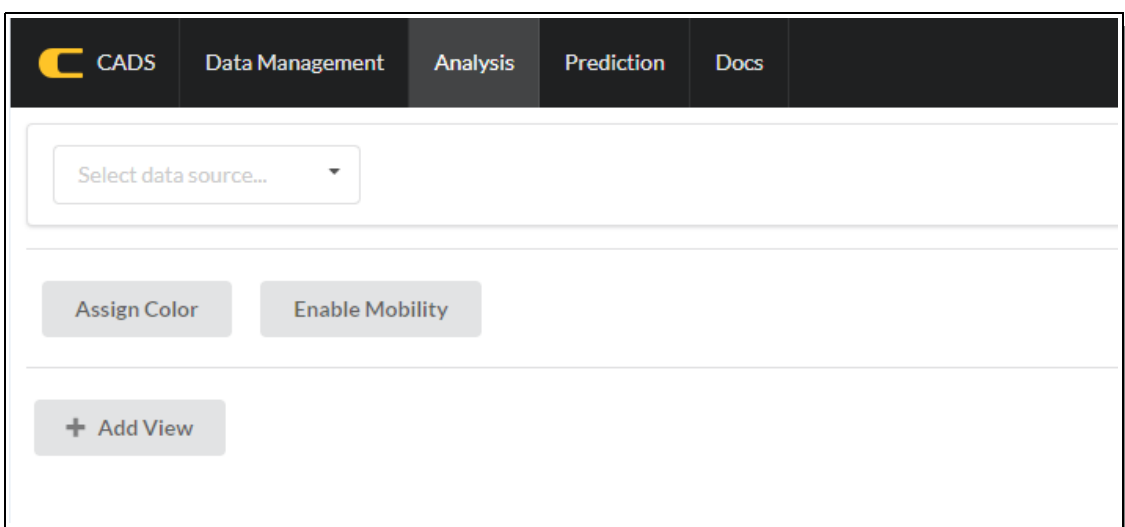 CADS Data Management Analysis Prediction Docs
Select data source...
Assign Color Enable Mobility
Add View